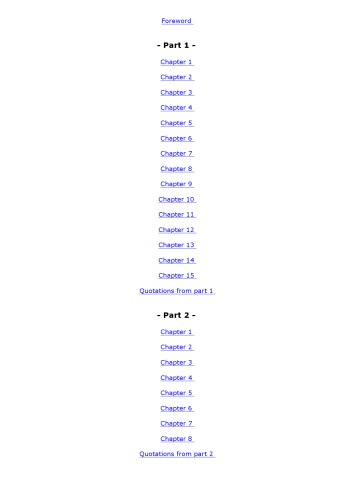 Foreword
- Part 1 -
Chapter 1
Chapter 2
Chapter 3
Chapter 4
Chapter 5
Chapter 6
Chapter 7
Chapter 8
Chapter 9
Chapter 10
Chapter 11
Chapter 12
Chapter 13
Chapter 14
Chapter 15
Quotations from part 1
- Part 2 -
Chapter 1
Chapter 2
Chapter 3
Chapter 4
Chapter 5
Chapter 6
Chapter 7
Chapter 8
Quotations from part 2